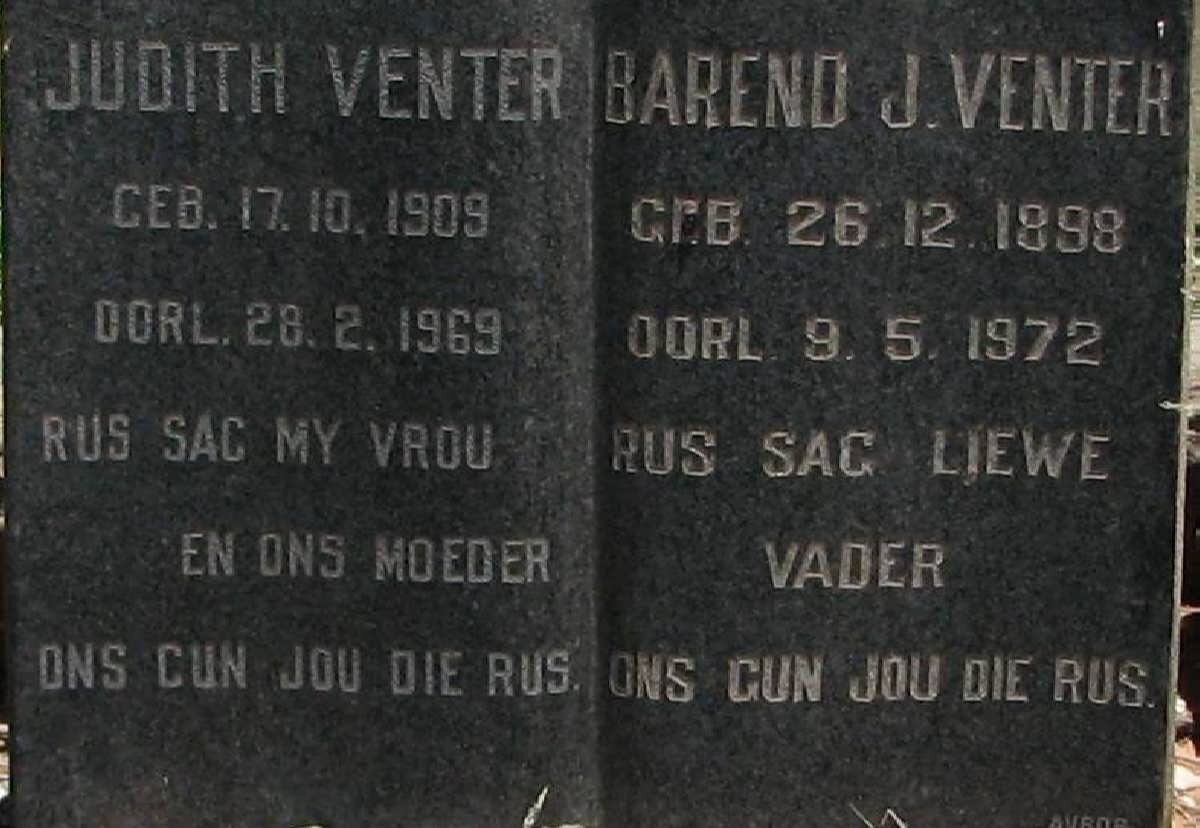 JUDITH VENTER
GEB. 17. 10. 1909
OORL. 28. 2. 1969
RUS SAG MY VROU
EN ONS MOEDER
ONS GUN JOU DIE RUS.
BAREND J. VENTER
GEB. 26. 12. 1898
OORL. 9. 5. 1972
RUS SAG LIEWE
VADER
ONS GUN JOU DIE RUS.